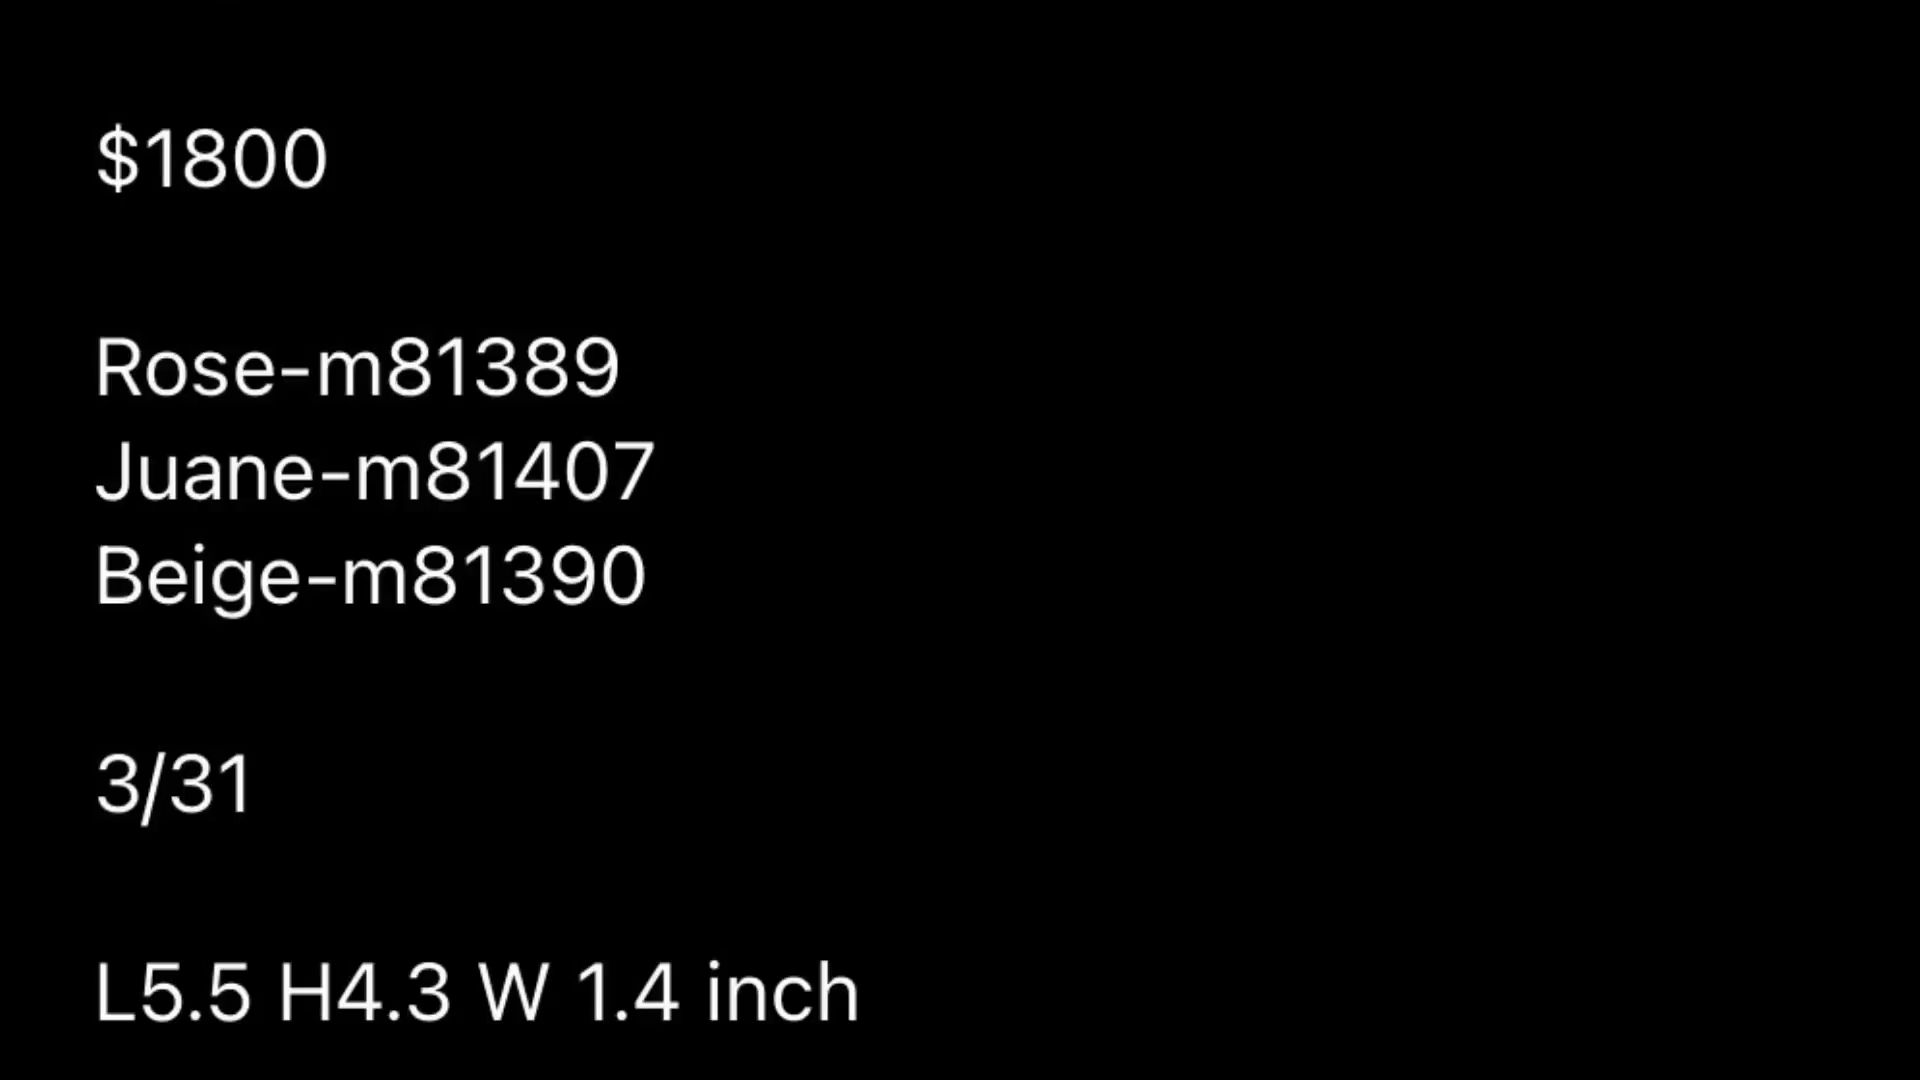 $1800
Rose-m81389
Juane-m81407
Beige-m81390
3/31
L5.5 H4.3 W 1.4 inch